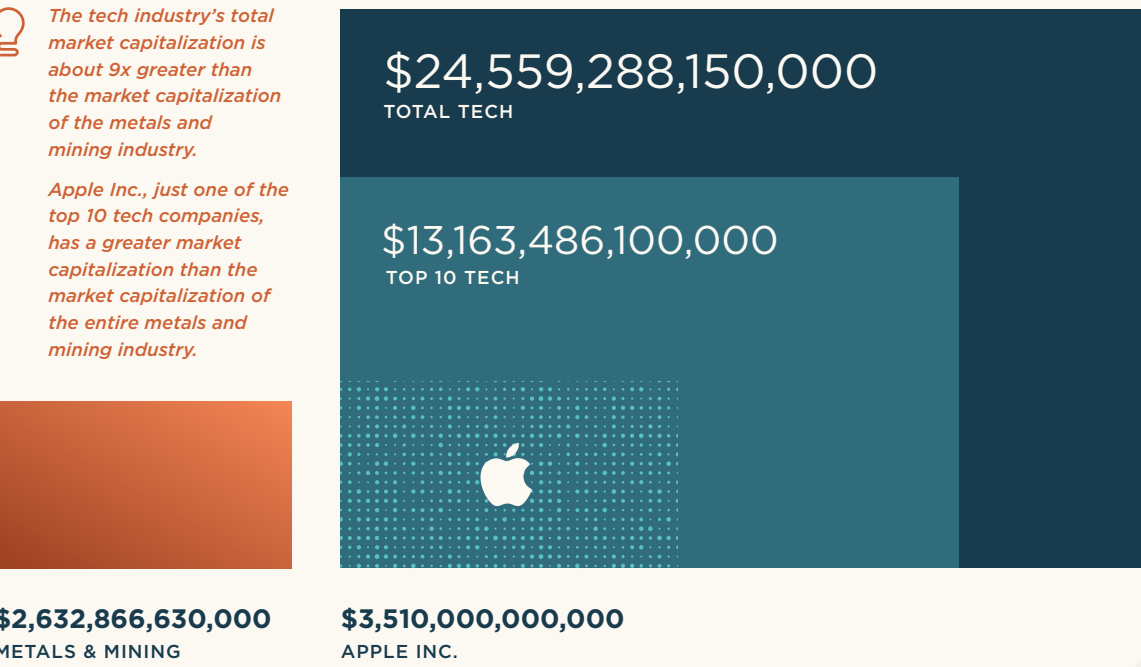 The tech industry's total
market capitalization is
about 9x greater than
the market capitalization
of the metals and
mining industry.
Apple Inc., just one of the
top 10 tech companies,
has a greater market
capitalization than the
market capitalization of
the entire metals and
mining industry.
$24,559,288,150,000
TOTAL TECH
$13,163,486,100,000
TOP 10 TECH
$2,632,866,630,000
METALS & MINING
$3,510,000,000,000
APPLE INC.